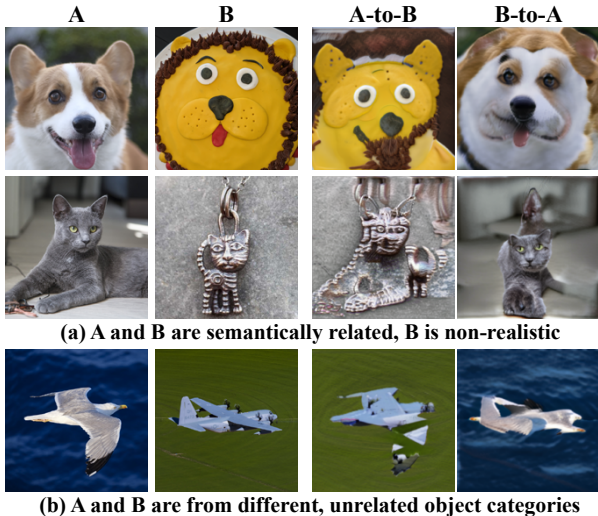 A B A-to-B B-to-A
(a) A and B are semantically related, B is non-realistic
(b) A and B are from different, unrelated object categories